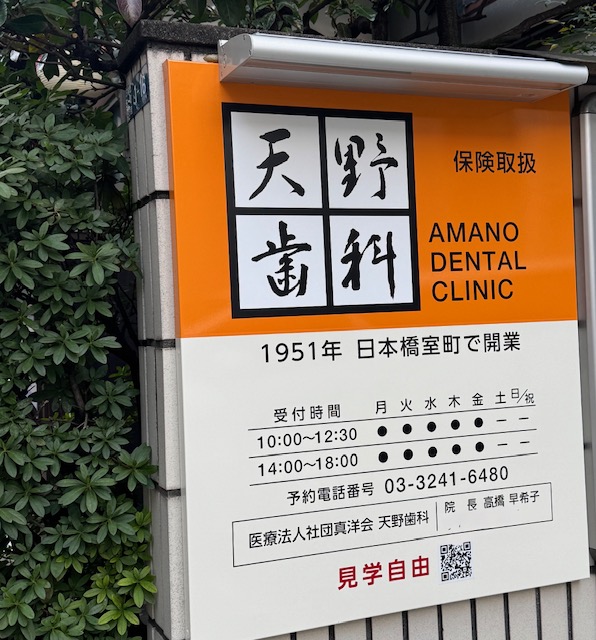 天野
歯科
保険取扱
AMANO
DENTAL
CLINIC
1951年 日本橋室町で開業
受付時間 月 火 水 木 金 土 日/祝
10:00〜12:30 ● ● ● ● ● − −
14:00〜18:00 ● ● ● ● ● − −
予約電話番号 03-3241-6480
医療法人社団真洋会 天野歯科 院 長 高橋 早希子
見学自由